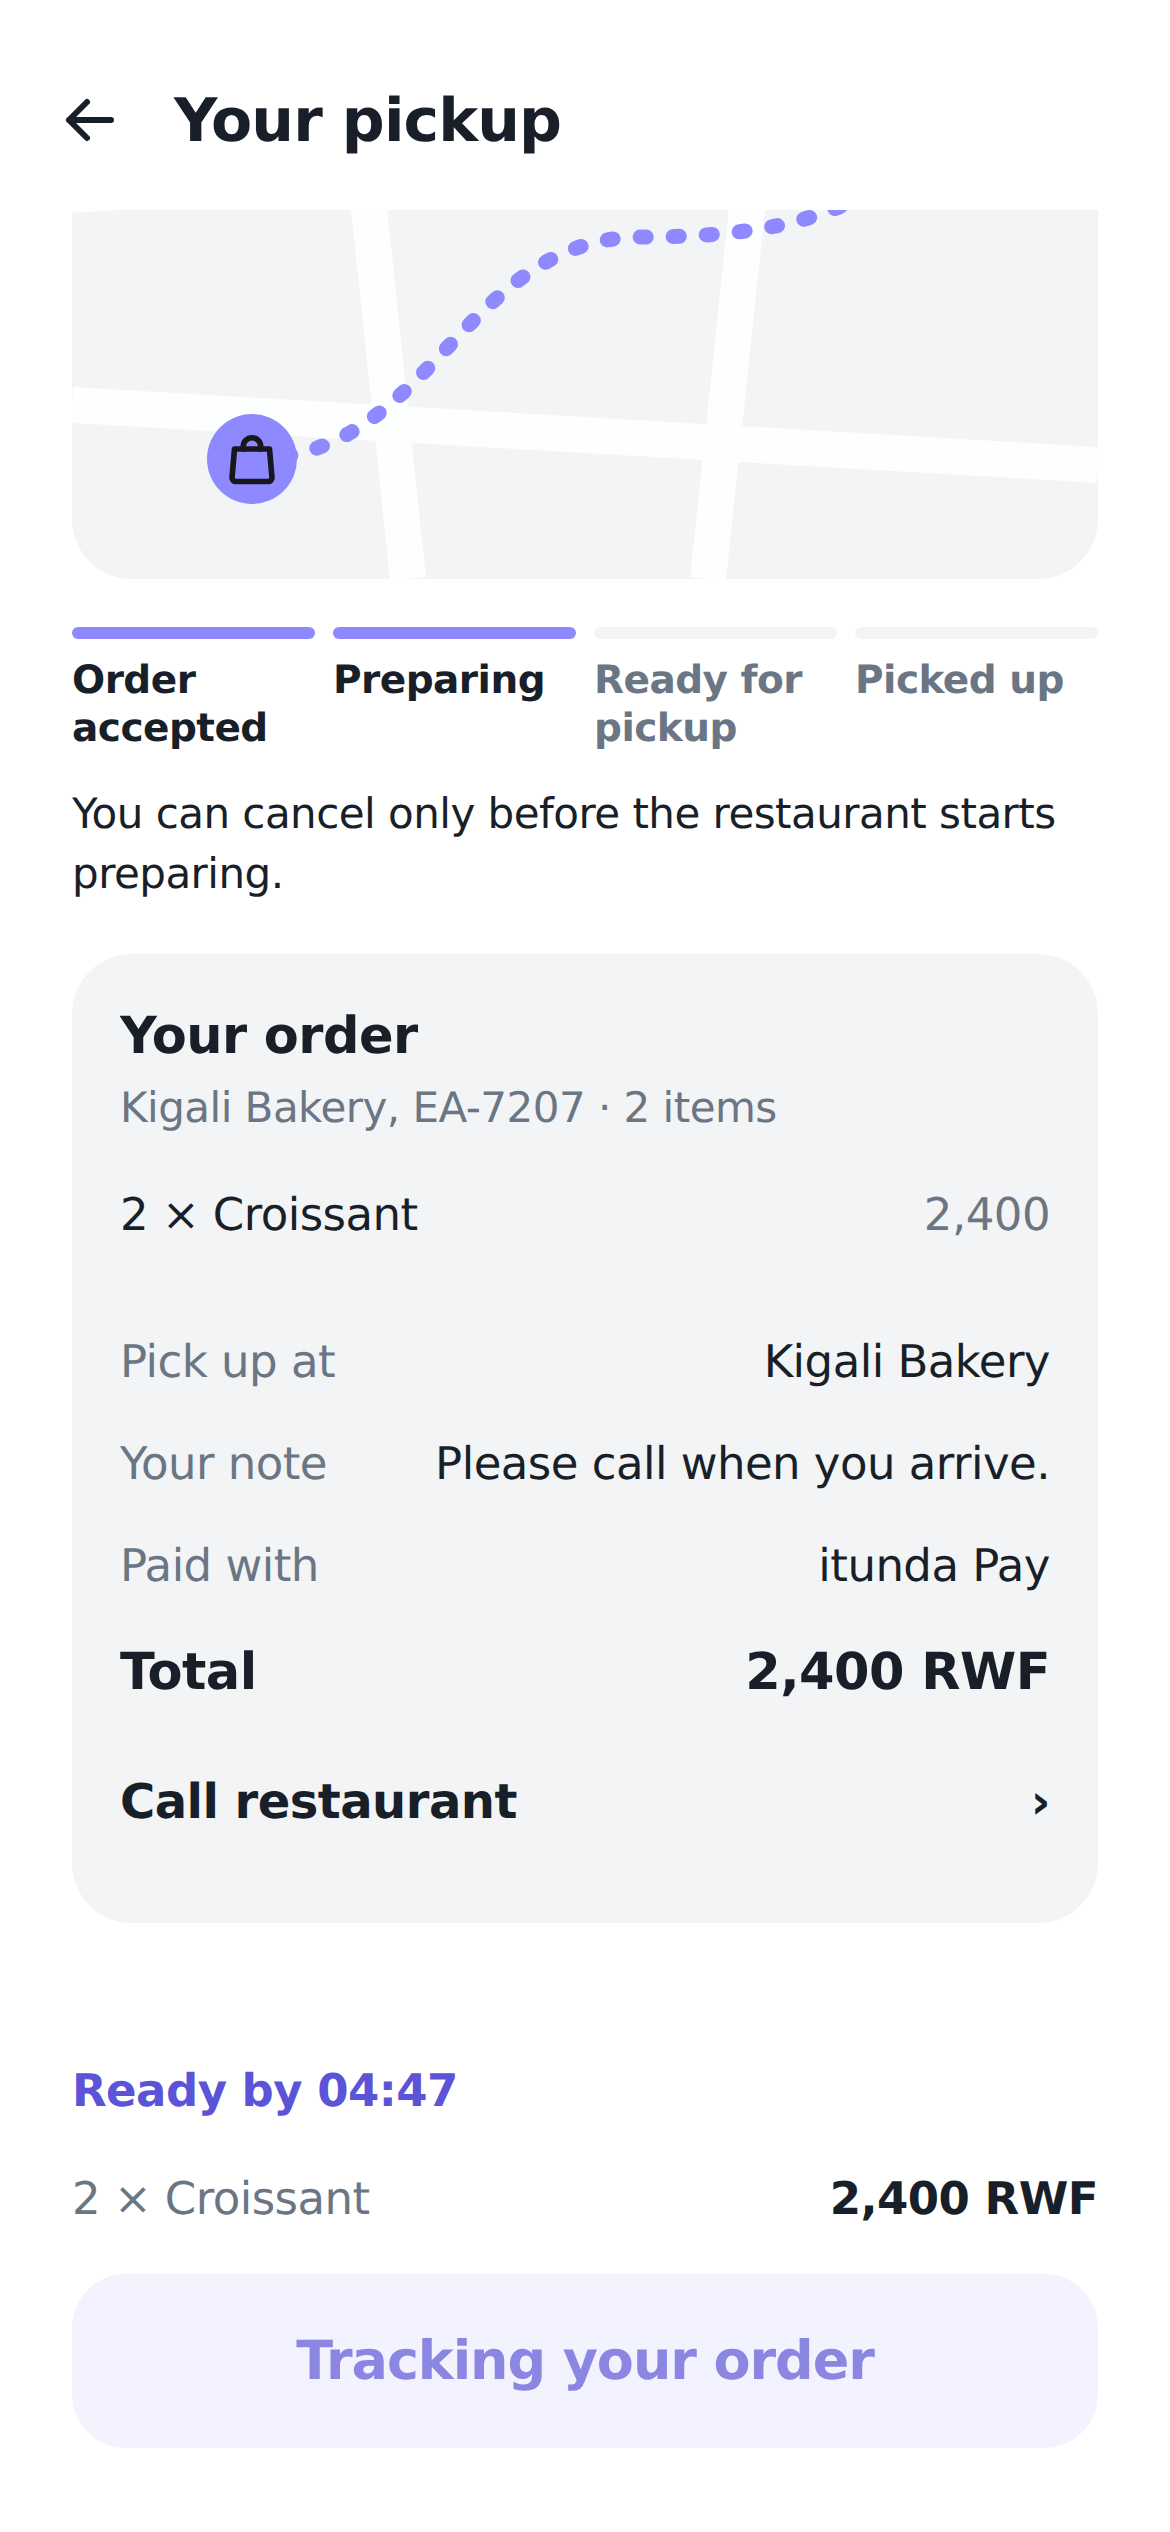 Your pickup
Order accepted
Preparing
Ready for pickup
Picked up
You can cancel only before the restaurant starts
preparing.
Your order
Kigali Bakery, EA-7207 · 2 items
2 × Croissant 2,400
Pick up at Kigali Bakery
Your note Please call when you arrive.
Paid with itunda Pay
Total 2,400 RWF
Call restaurant ›
Ready by 04:47
2 × Croissant 2,400 RWF
Tracking your order